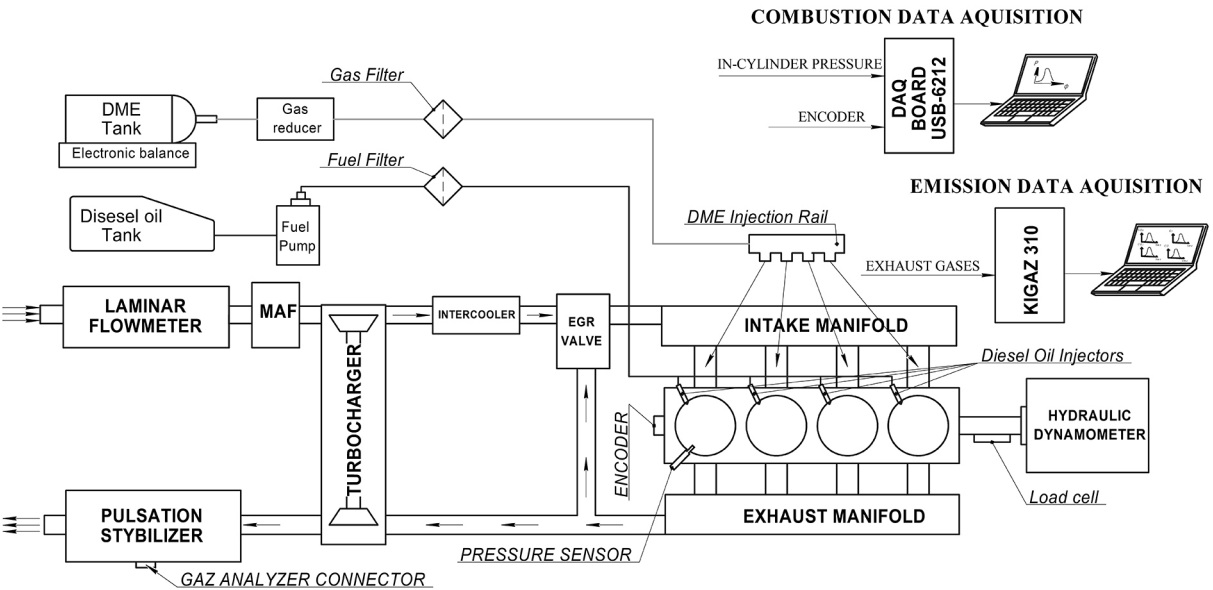 COMBUSTION DATA AQUISITION
IN-CYLINDER PRESSURE
ENCODER
DAQ
BOARD
USB-6212
Gas Filter
DME
Tank
Electronic balance
Gas
reducer
Fuel Filter
Disesel oil
Tank
Fuel
Pump
EMISSION DATA AQUISITION
DME Injection Rail
EXHAUST GASES
KIGAZ 310
LAMINAR
FLOWMETER
MAF
TURBOCHARGER
INTERCOOLER
EGR
VALVE
INTAKE MANIFOLD
Diesel Oil Injectors
ENCODER
HYDRAULIC
DYNAMOMETER
Load cell
PULSATION
STYBILIZER
EXHAUST MANIFOLD
PRESSURE SENSOR
GAZ ANALYZER CONNECTOR